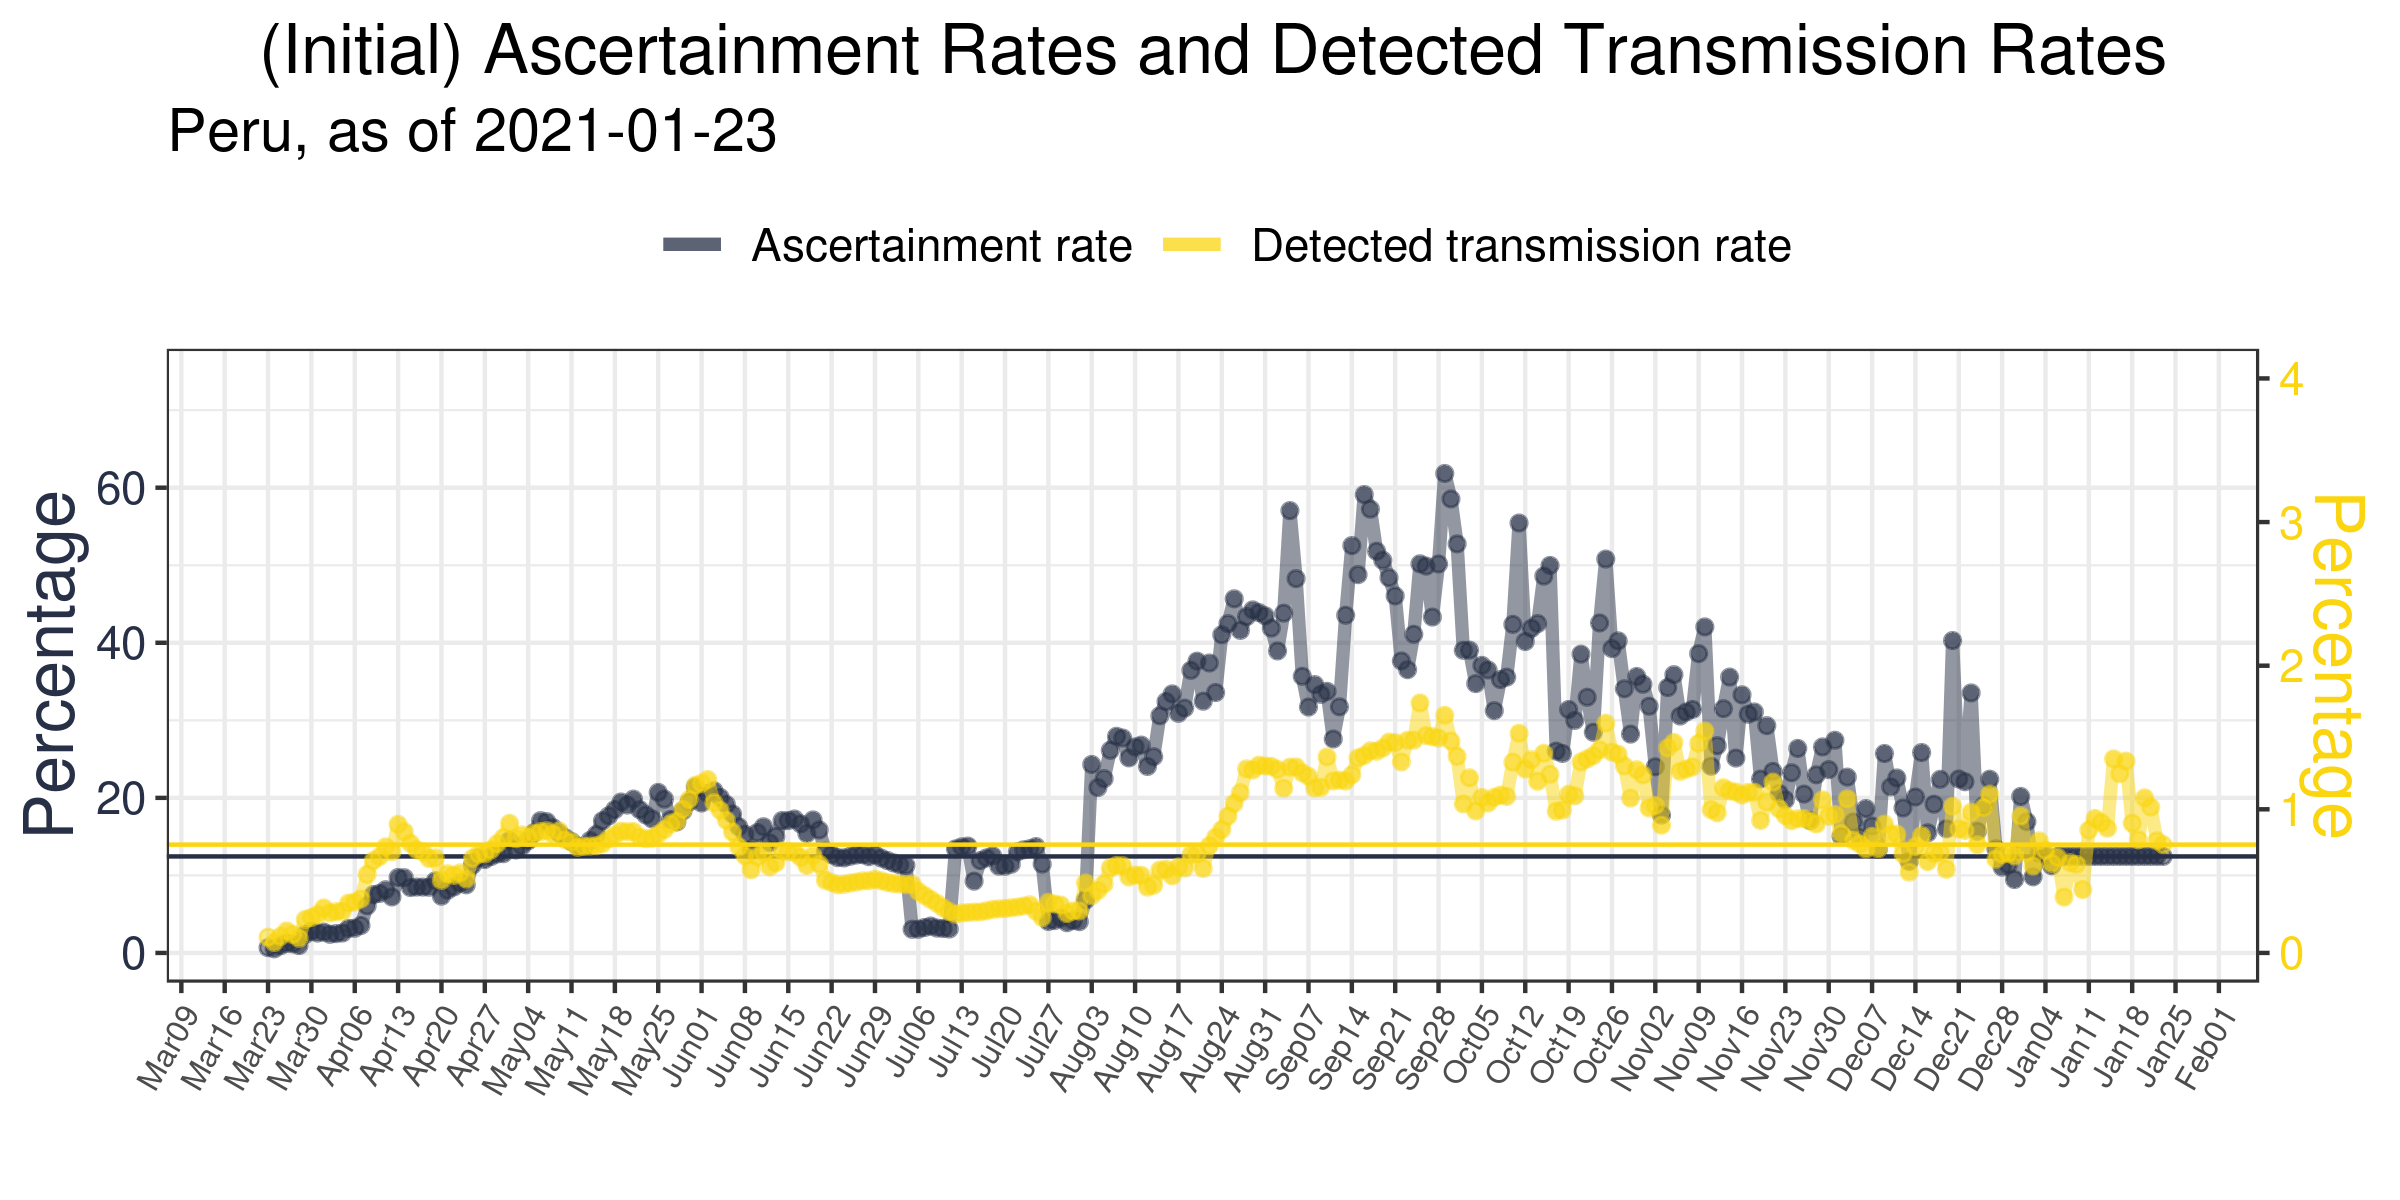 (Initial) Ascertainment Rates and Detected Transmission Rates
Peru, as of 2021-01-23
Ascertainment rate
Detected transmission rate
Percentage
60
40
20
0
4
3
2
1
0
Percentage
Mar09
Mar16
Mar23
Mar30
Apr06
Apr13
Apr20
Apr27
May04
May11
May18
May25
Jun01
Jun08
Jun15
Jun22
Jun29
Jul06
Jul13
Jul20
Jul27
Aug03
Aug10
Aug17
Aug24
Aug31
Sep07
Sep14
Sep21
Sep28
Oct05
Oct12
Oct19
Oct26
Nov02
Nov09
Nov16
Nov23
Nov30
Dec07
Dec14
Dec21
Dec28
Jan04
Jan11
Jan18
Jan25
Feb01